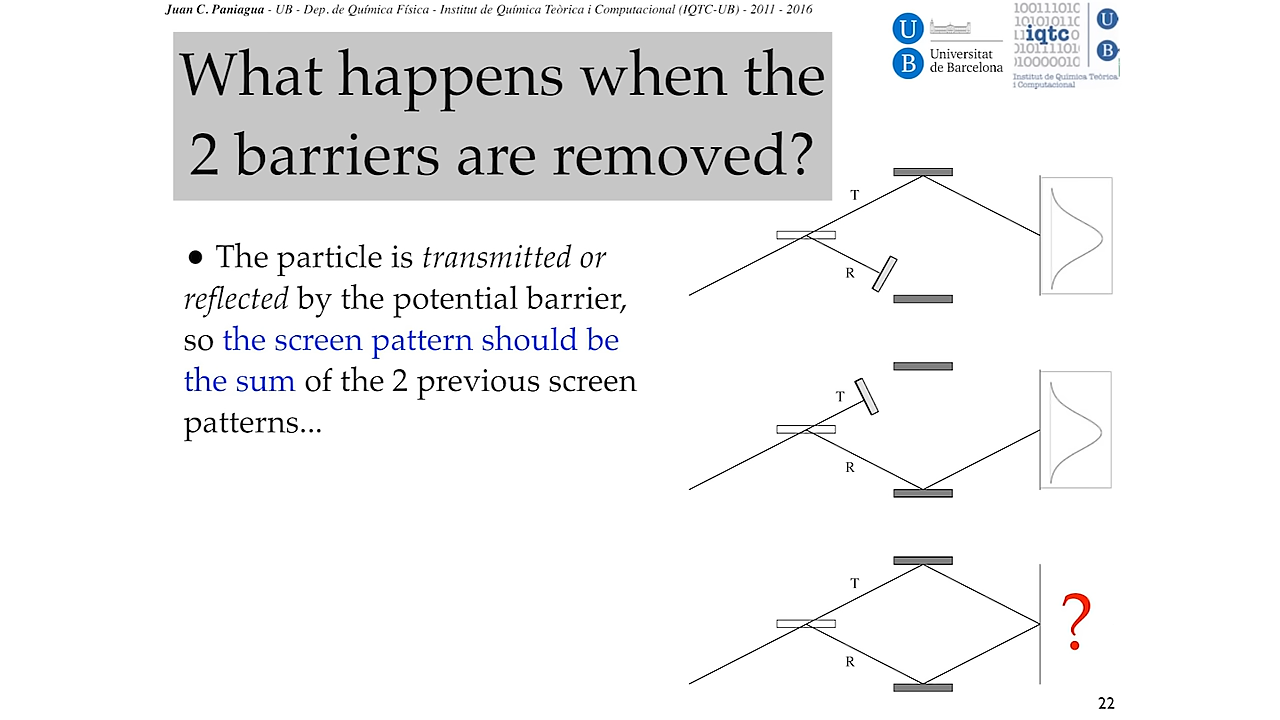 Juan C. Paniagua - UB - Dep. de Química Física - Institut de Química Teòrica i Computacional (IQTC-UB) - 2011 - 2016
U
B
Universitat
de Barcelona
100111010
iqtc
U
B
Institut de Química Teòrica
i Computacional
What happens when the
2 barriers are removed?
• The particle is transmitted or
reflected by the potential barrier,
so the screen pattern should be
the sum of the 2 previous screen
patterns...
T
R
T
R
T
R
?
22